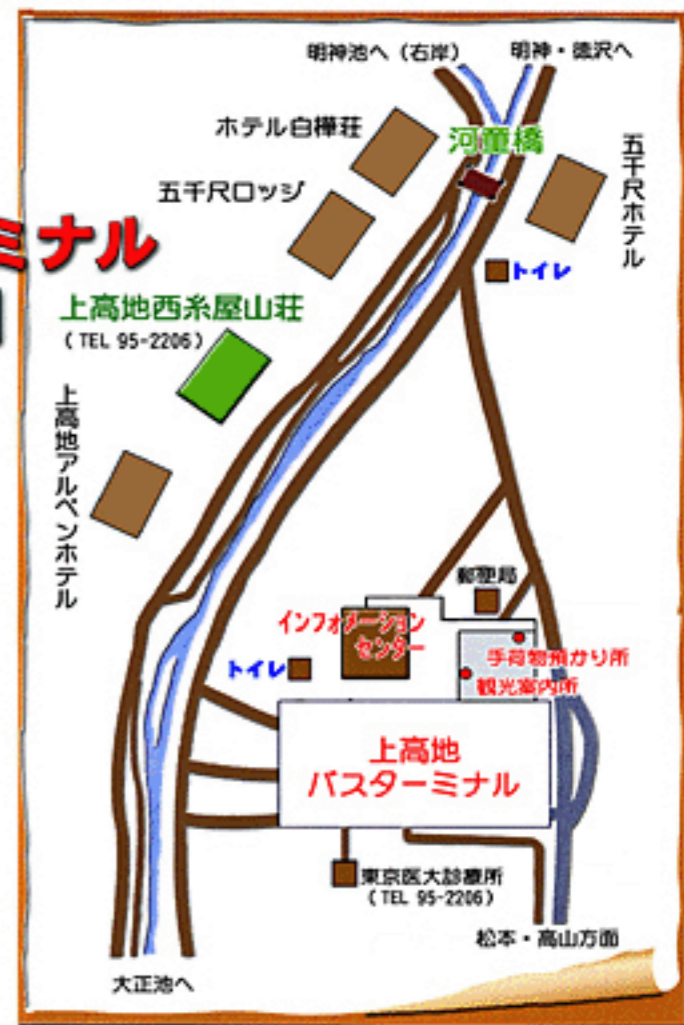 明神池へ（右岸）
明神・徳沢へ
ホテル白樺荘
河童橋
五千尺ロッジ
五千尺ホテル
ミナル
トイレ
上高地西糸屋山荘
（TEL 95-2206）
上高地アルペンホテル
郵便局
インフォメーション
センター
トイレ
手荷物預かり所
観光案内所
上高地
バスターミナル
東京医大診療所
（TEL 95-2206）
松本・高山方面
大正池へ